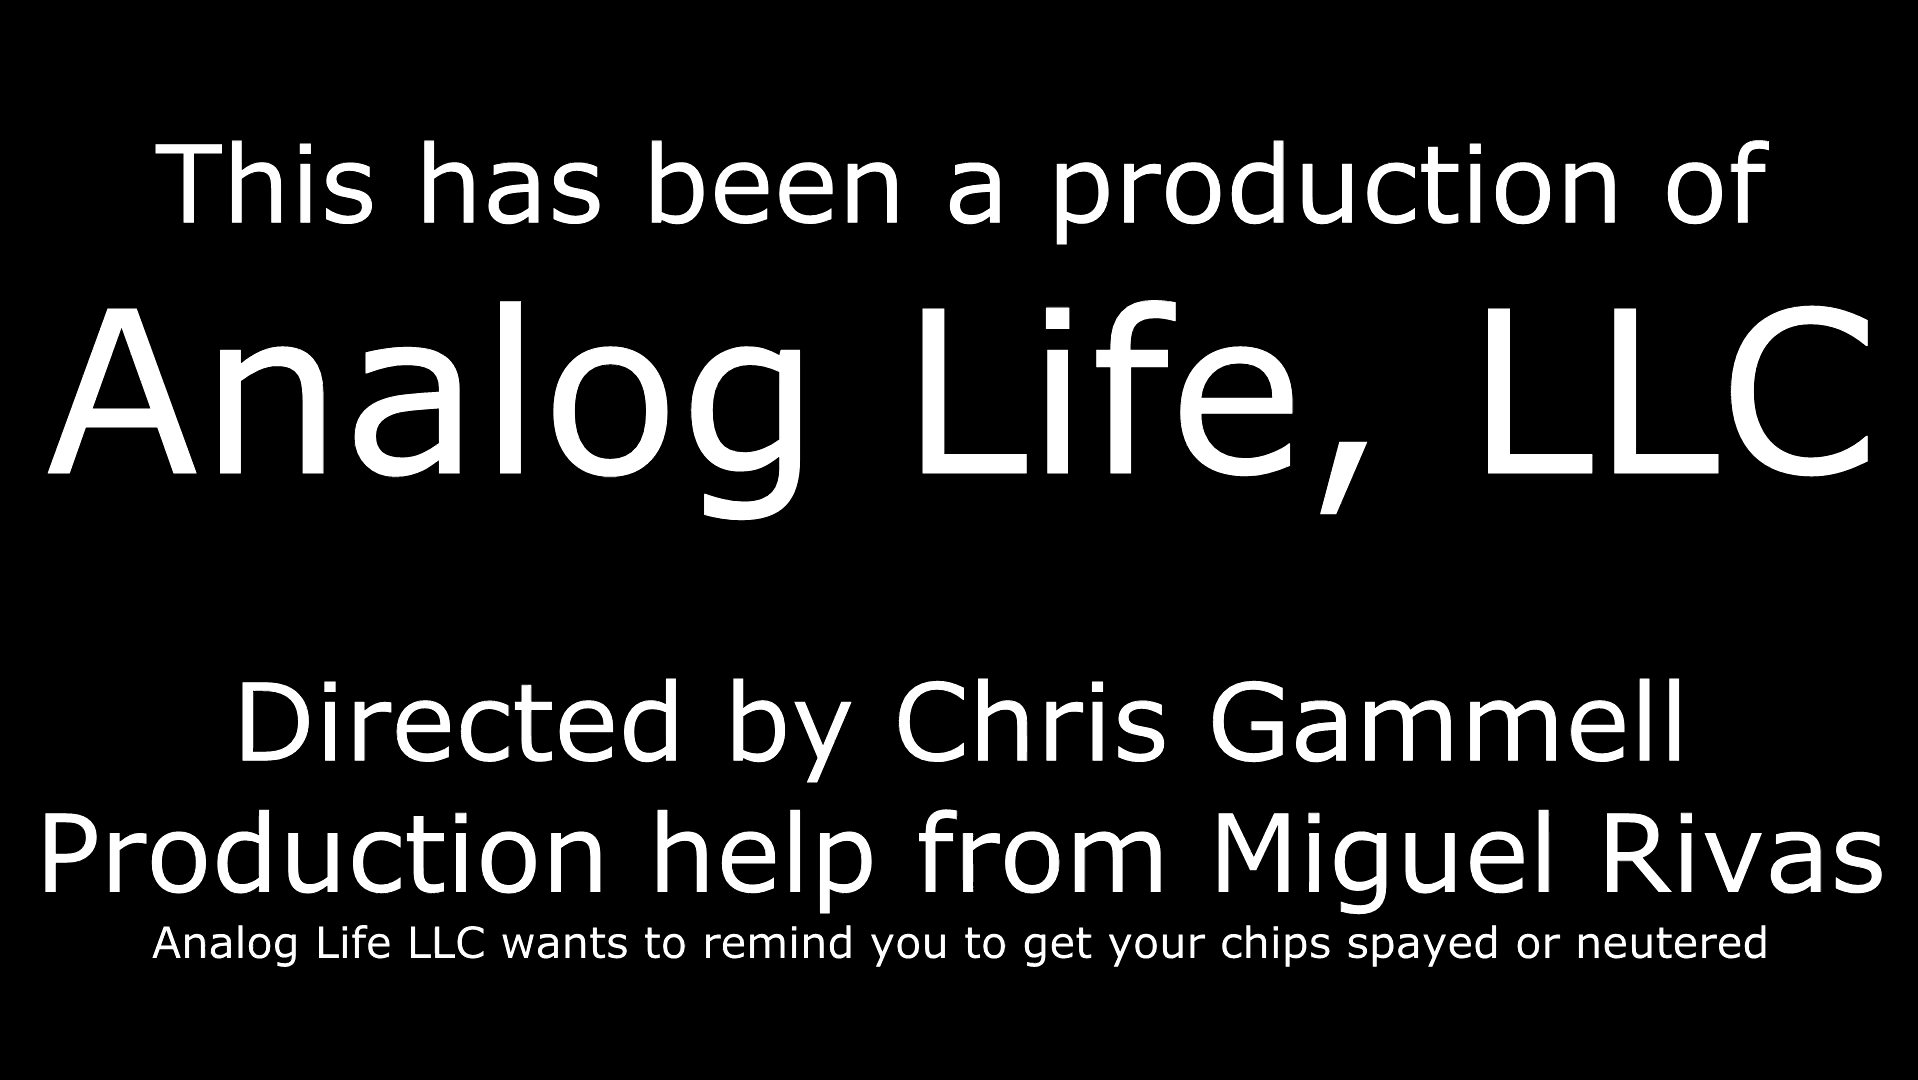 This has been a production of
Analog Life, LLC
Directed by Chris Gammell
Production help from Miguel Rivas
Analog Life LLC wants to remind you to get your chips spayed or neutered